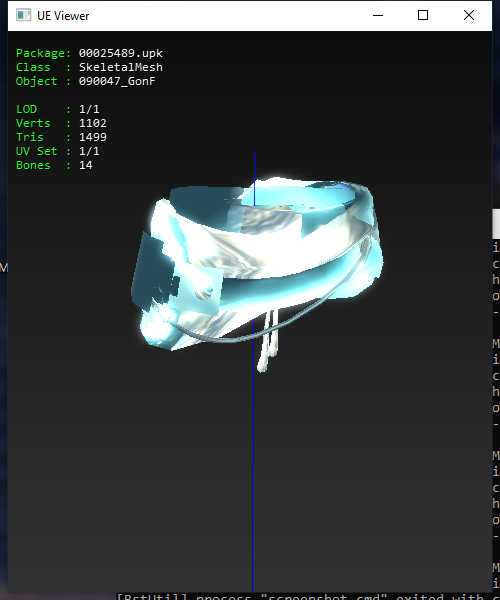 UE Viewer
Package: 00025489.upk
Class  : SkeletalMesh
Object : 090047_GonF
LOD    : 1/1
Verts  : 1102
Tris   : 1499
UV Set : 1/1
Bones  : 14
M
i
c
h
o
-
M
i
c
h
o
-
M
i
c
h
o
-
M
i
[BstUtil] process "screenshot.cmd" exited with c